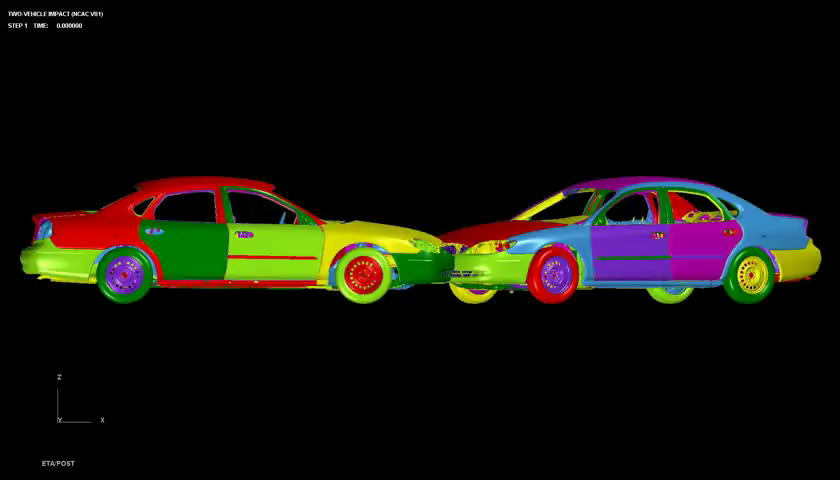 TWO-VEHICLE IMPACT (NCAC V01)
STEP 1 TIME: 0.000000
Z
Y X
ETA/POST